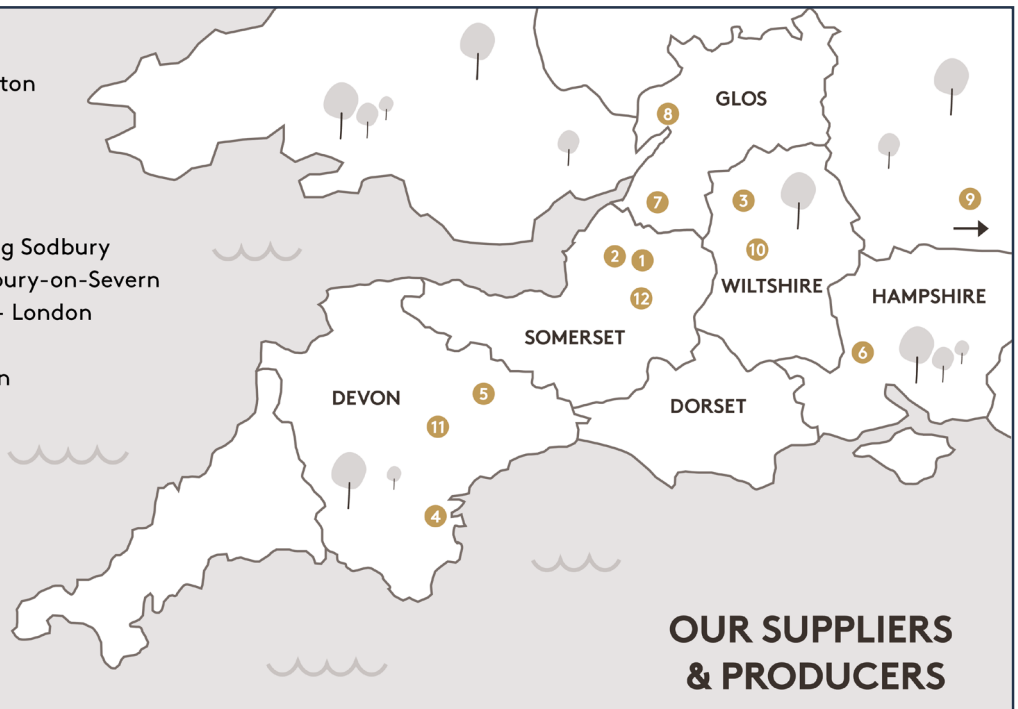 ton
g Sodbury
bury-on-Severn
- London
n
GLOS
8
7
3
9
10
2
1
WILTSHIRE
12
HAMPSHIRE
SOMERSET
6
5
DEVON
DORSET
11
4
OUR SUPPLIERS
& PRODUCERS